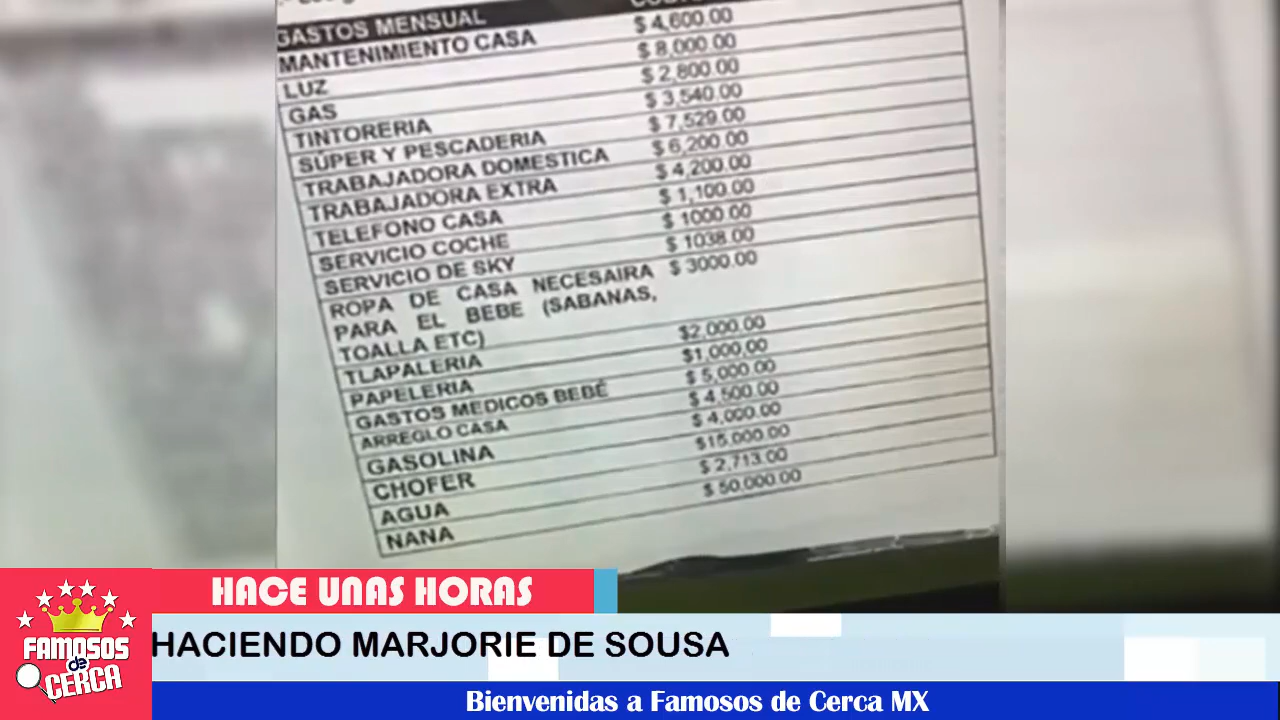 GASTOS MENSUAL
MANTENIMIENTO CASA $ 4,600.00
LUZ $ 8,000.00
GAS $ 2,800.00
TINTORERIA $ 3,540.00
SUPER Y PESCADERIA $ 7,529.00
TRABAJADORA DOMESTICA $ 6,200.00
TRABAJADORA EXTRA $ 4,200.00
TELEFONO CASA $ 1,100.00
SERVICIO COCHE $ 1000.00
SERVICIO DE SKY $ 1038.00
ROPA DE CASA NECESAIRA $ 3000.00
PARA EL BEBE (SABANAS,
TOALLA ETC)
TLAPALERIA $2,000.00
PAPELERIA $1,000.00
GASTOS MEDICOS BEBÉ $ 5,000.00
ARREGLO CASA $ 4,500.00
GASOLINA $ 4,000.00
CHOFER $15,000.00
AGUA $ 2,713.00
NANA $ 50,000.00
HACE UNAS HORAS
HACIENDO MARJORIE DE SOUSA
FAMOSOS
de
CERCA
Bienvenidas a Famosos de Cerca MX